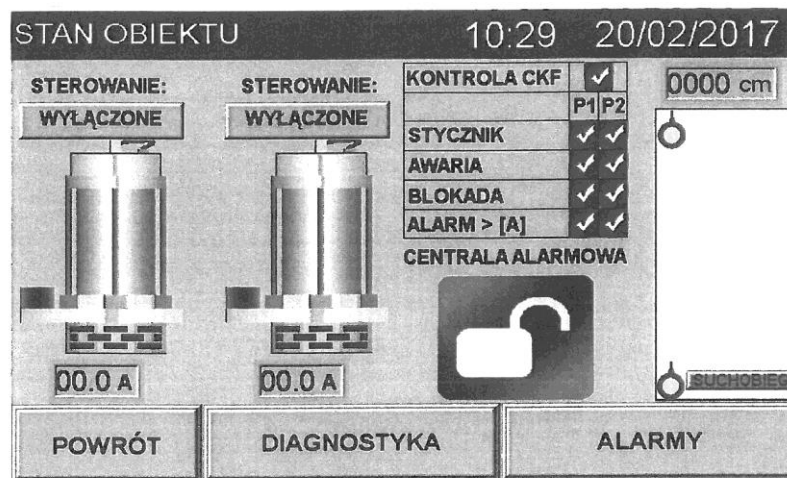 STAN OBIEKTU 10:29 20/02/2017
STEROWANIE:
WYŁĄCZONE
00.0 A
STEROWANIE:
WYŁĄCZONE
00.0 A
KONTROLA CKF
P1 P2
STYCZNIK
AWARIA
BLOKADA
ALARM > [A]
CENTRALA ALARMOWA
0000 cm
SUCHOBIEG
POWRÓT DIAGNOSTYKA ALARMY